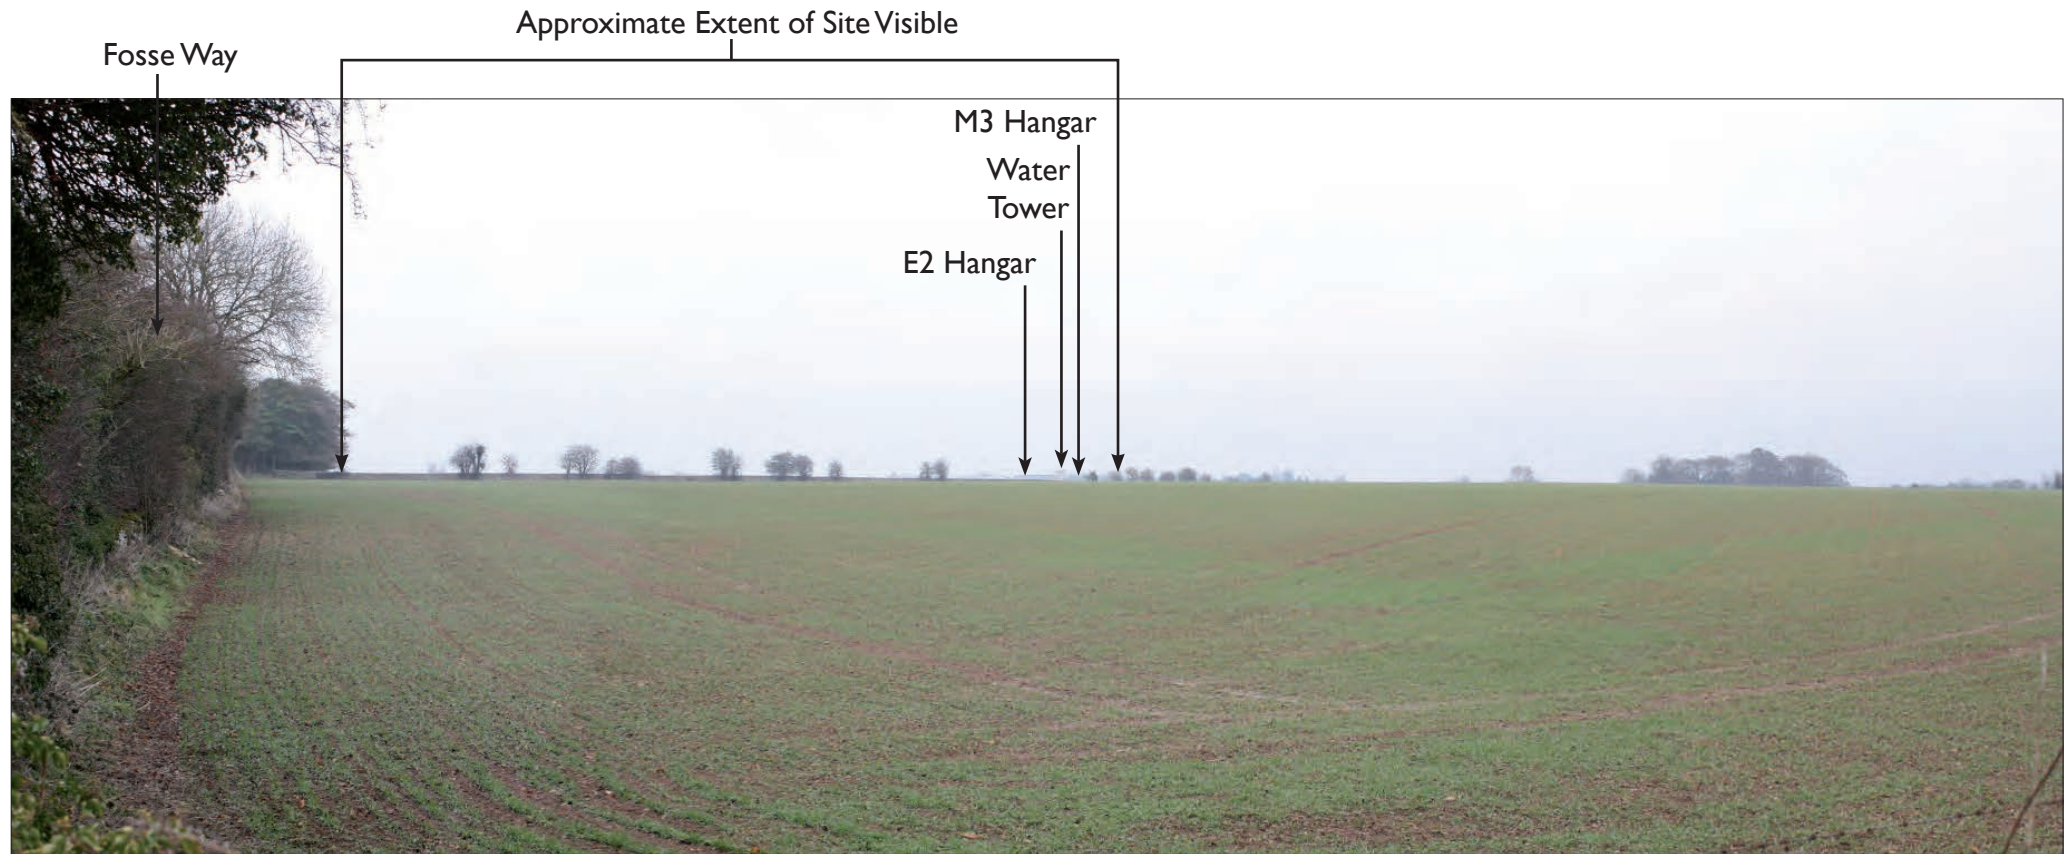 Approximate Extent of Site Visible
Fosse Way
M3 Hangar
Water
Tower
E2 Hangar